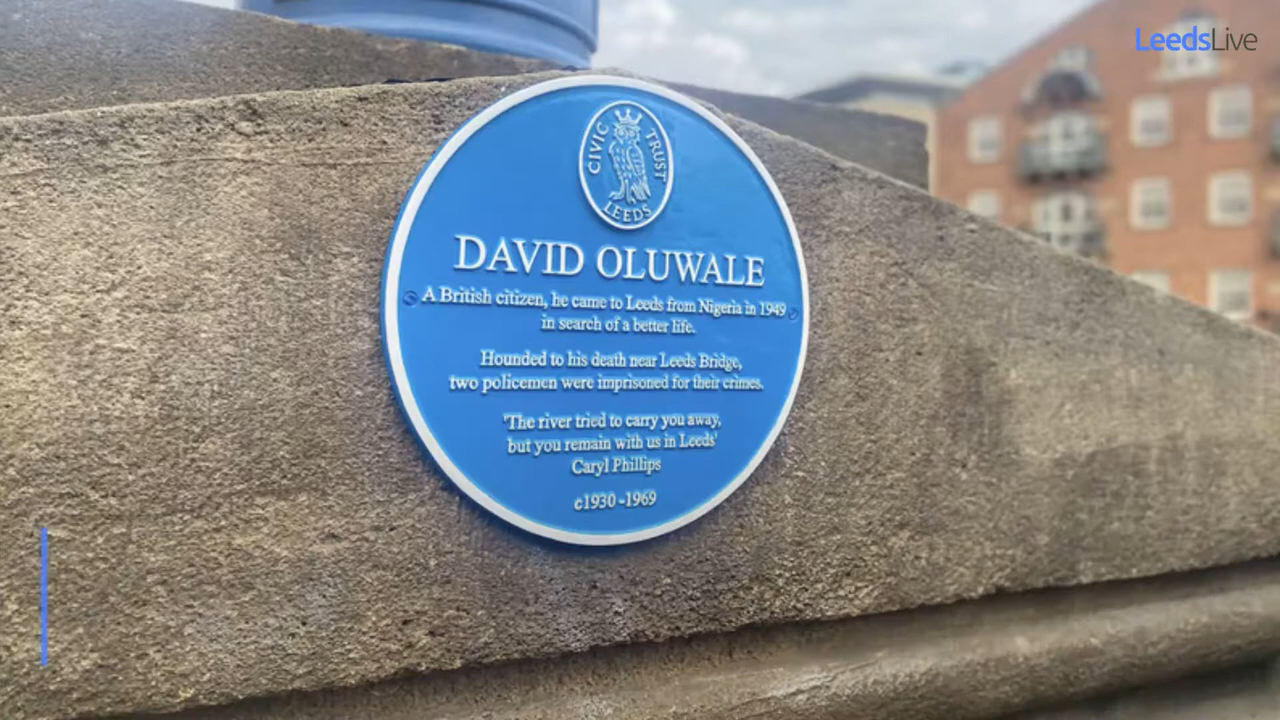 LeedsLive
CIVIC TRUST
LEEDS
DAVID OLUWALE
A British citizen, he came to Leeds from Nigeria in 1949
in search of a better life.
Hounded to his death near Leeds Bridge,
two policemen were imprisoned for their crimes.
'The river tried to carry you away,
but you remain with us in Leeds'
Caryl Phillips
c1930-1969